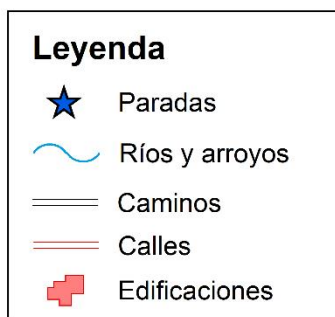 Leyenda
Paradas
Ríos y arroyos
Caminos
Calles
Edificaciones